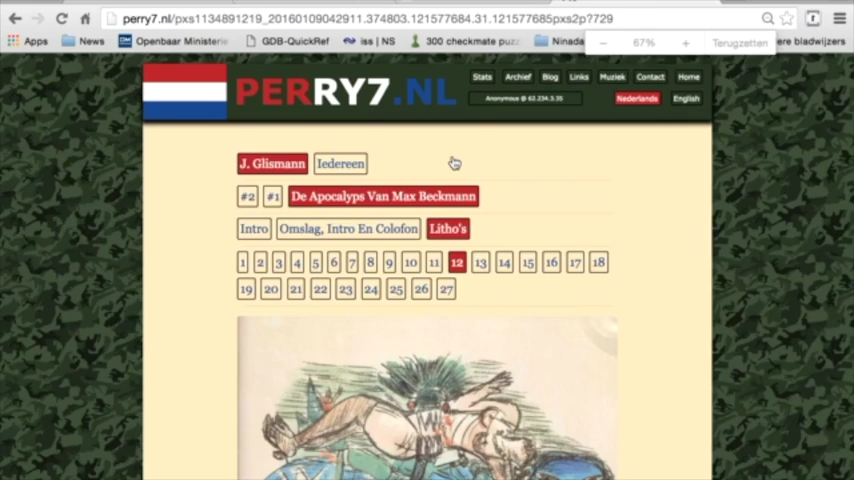 perry7.nl/pxs1134891219_20160109042911.374803.121577684.31.121577685pxs2p?729
Apps News Openbaar Ministerie GDB-QuickRef iss | NS 300 checkmate puzz Ninada
67% Terugzetten ere bladwijzers
PERRY7.NL
Stats Archief Blog Links Muziek Contact Home
Anonymous @ 62.234.3.35 Nederlands English
J. Glismann Iedereen
#2 #1 De Apocalyps Van Max Beckmann
Intro Omslag, Intro En Colofon Litho's
1 2 3 4 5 6 7 8 9 10 11 12 13 14 15 16 17 18
19 20 21 22 23 24 25 26 27